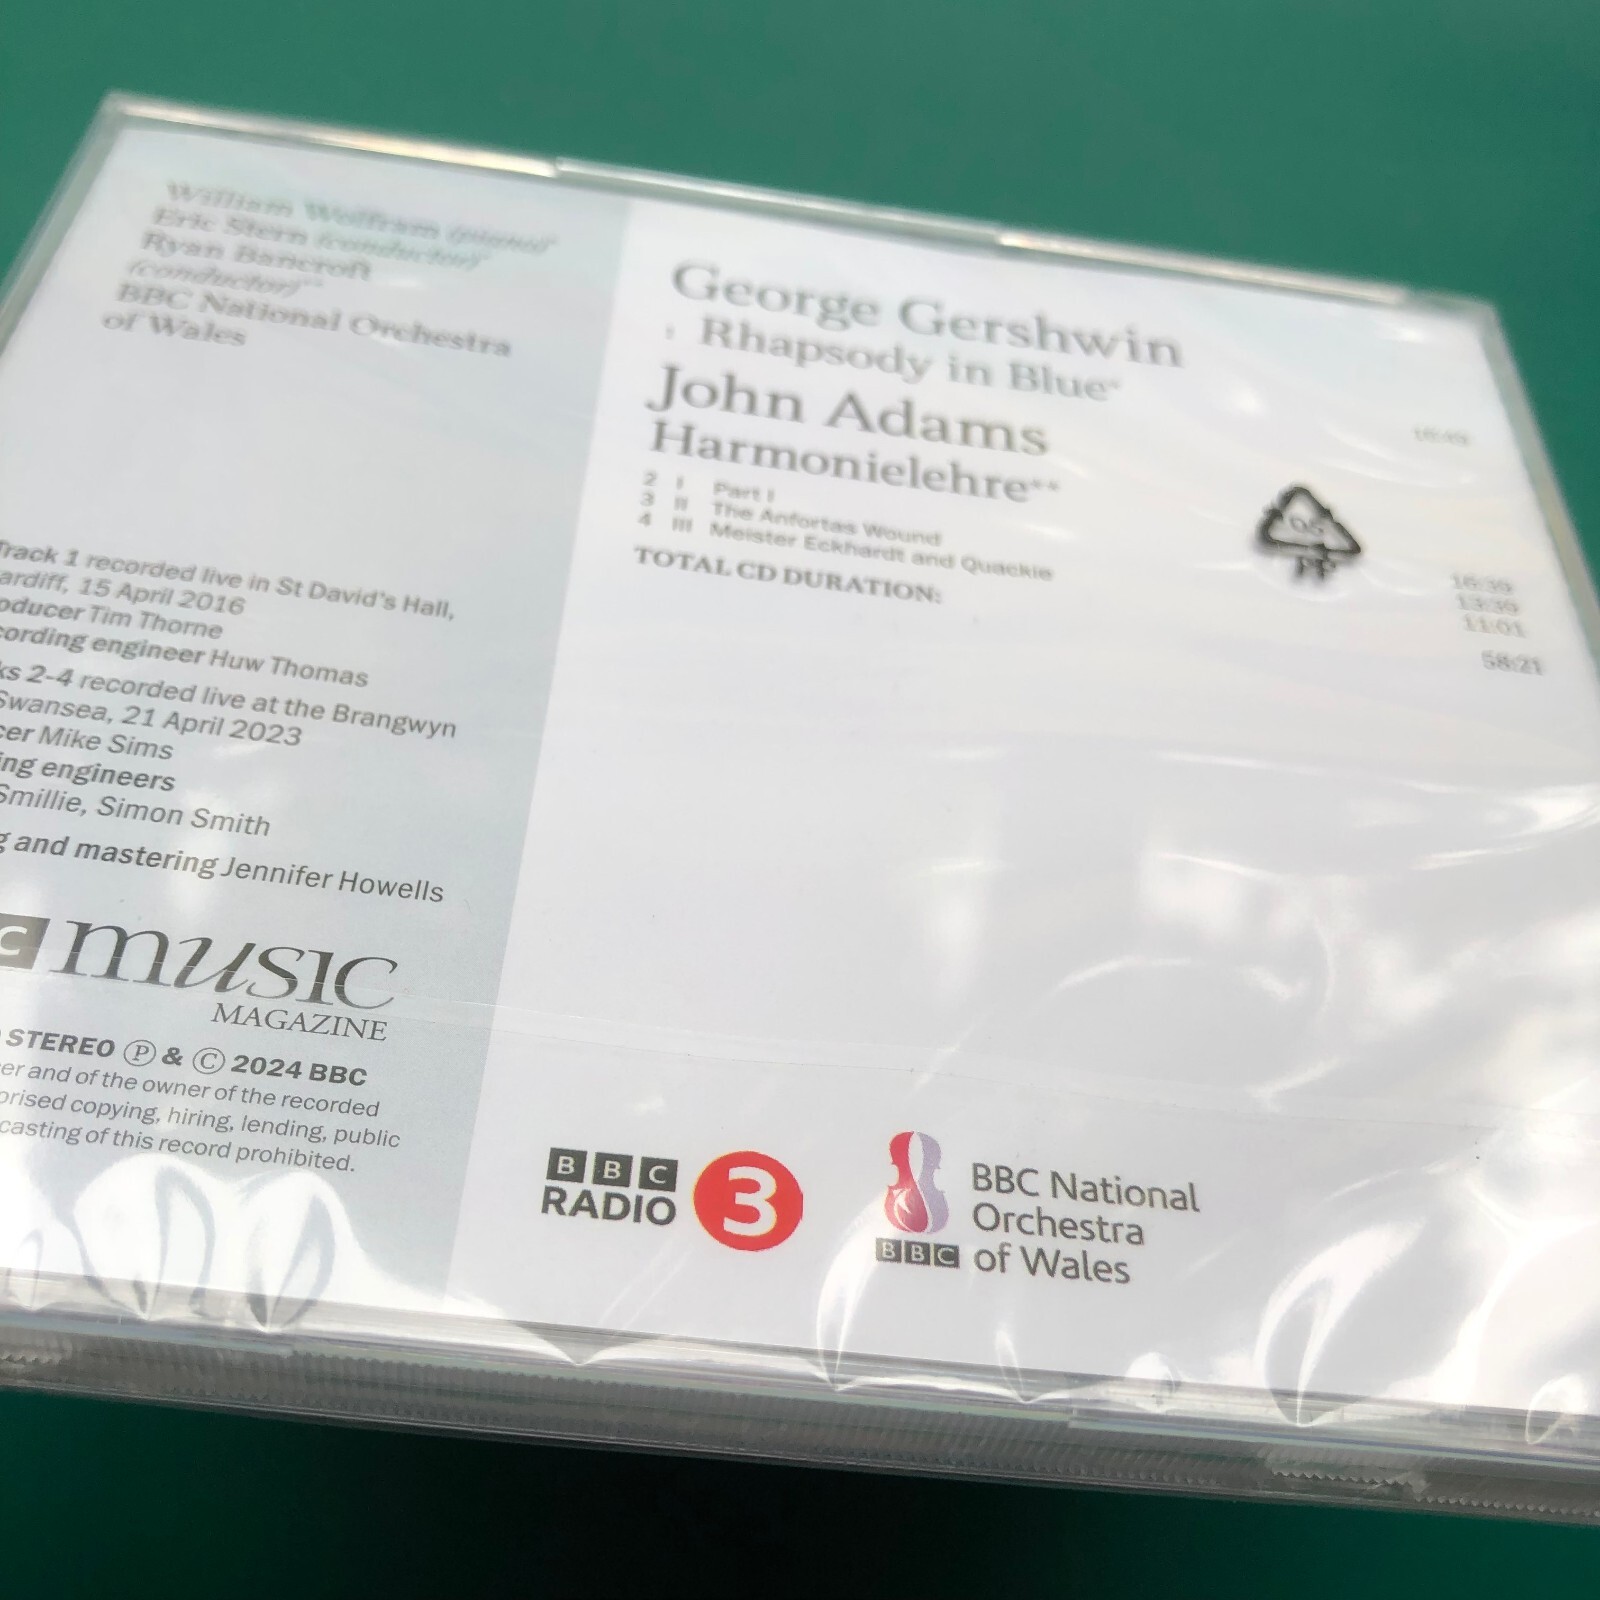 William Wolfram (piano)*
Eric Stern (conductor)*
Ryan Bancroft
(conductor)**
BBC National Orchestra
of Wales
Track 1 recorded live in St David's Hall,
ardiff, 15 April 2016
oducer Tim Thorne
cording engineer Huw Thomas
ks 2-4 recorded live at the Brangwyn
Swansea, 21 April 2023
cer Mike Sims
ing engineers
Smillie, Simon Smith
g and mastering Jennifer Howells
C music
MAGAZINE
STEREO Ⓟ & Ⓒ 2024 BBC
er and of the owner of the recorded
orised copying, hiring, lending, public
casting of this record prohibited.
George Gershwin
1 Rhapsody in Blue*
John Adams
Harmonielehre**
2 I Part I 16:39
3 II The Anfortas Wound
4 III Meister Eckhardt and Quackie 11:01
TOTAL CD DURATION: 58:21
05
PP
BBC
RADIO 3
BBC National
Orchestra
BBC of Wales